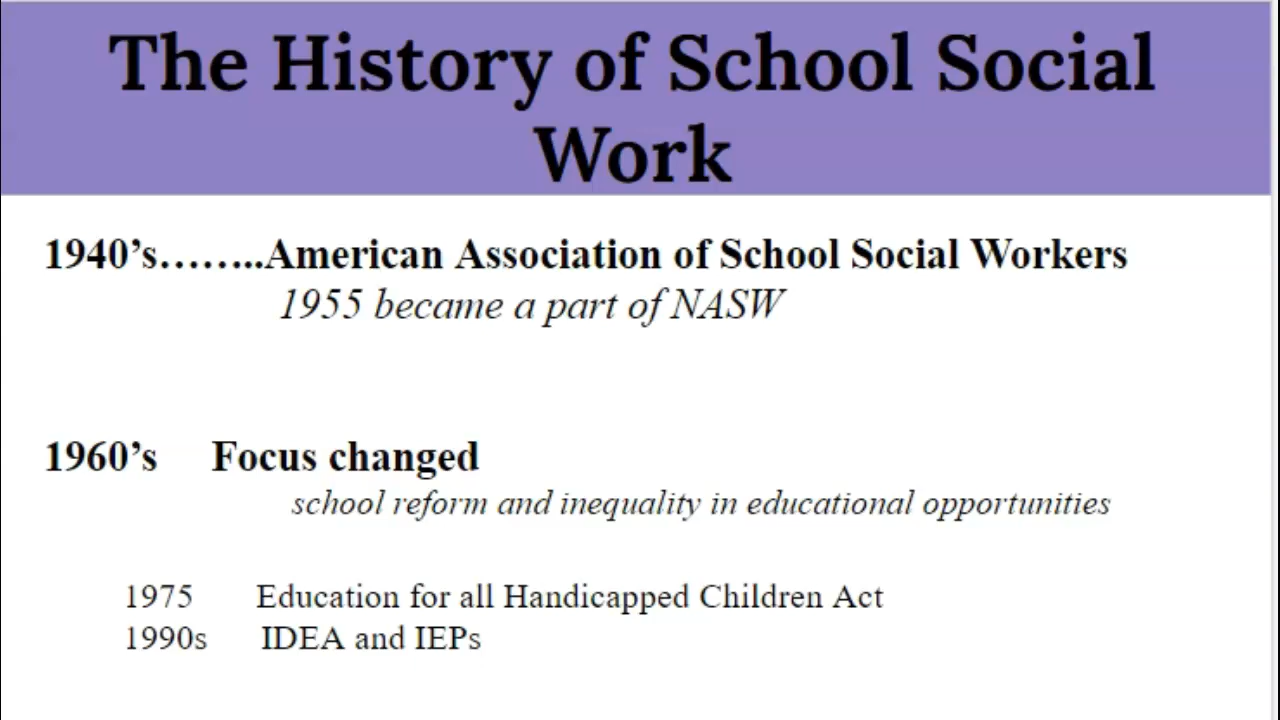 The History of School Social
Work
1940’s……..American Association of School Social Workers
1955 became a part of NASW
1960’s Focus changed
school reform and inequality in educational opportunities
1975 Education for all Handicapped Children Act
1990s IDEA and IEPs